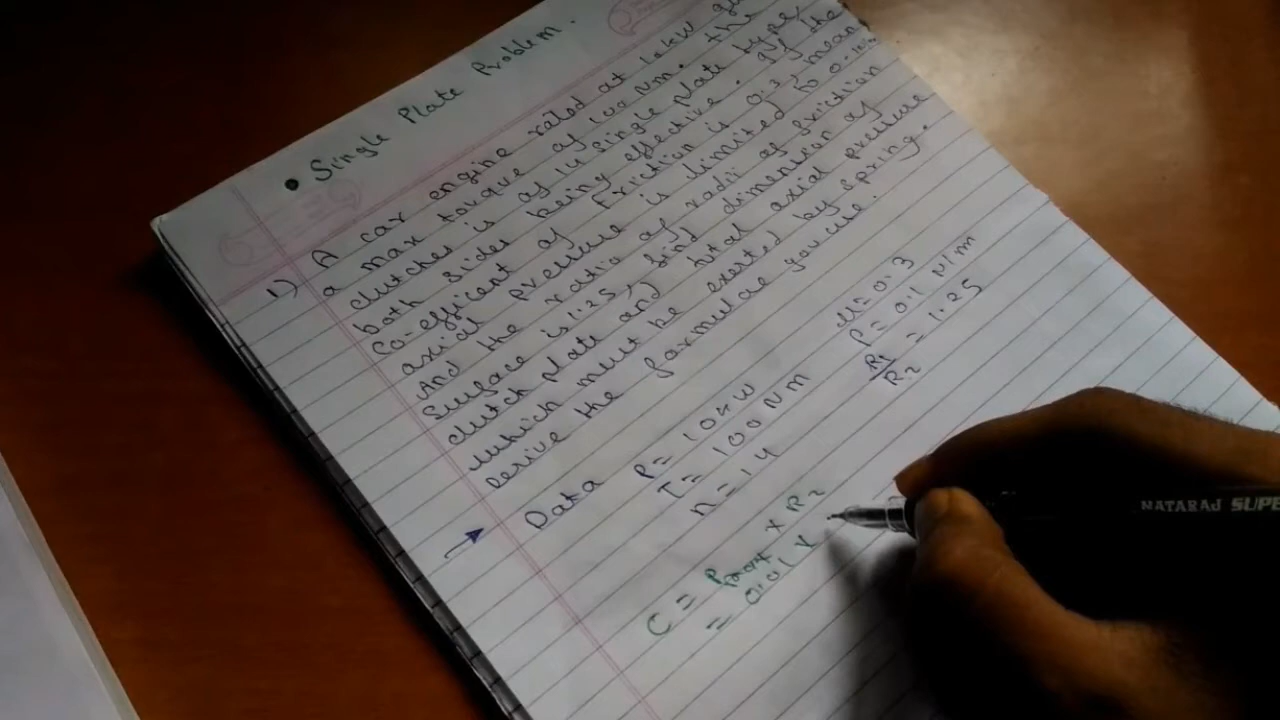 • Single Plate Problem.
1) A car engine rated at 10kW
a max torque of 100 Nm. the
clutches is of 14 single plate type,
both sides being effective. If the
co-efficient of friction is 0.3, mean
axial pressure is limited to
And the ratio of radii of friction
Surface is 1.25, find dimension of
clutch plate and total axial pressure
which must be exerted by spring.
Derive the formulae you use.
Data P = 10kW μ = 0.3
T = 100 Nm P = 0.1 N/m
n = 14 R1/R2 = 1.25
C = Pmax x R2
= 0.01 x
NATARAJ SUPE